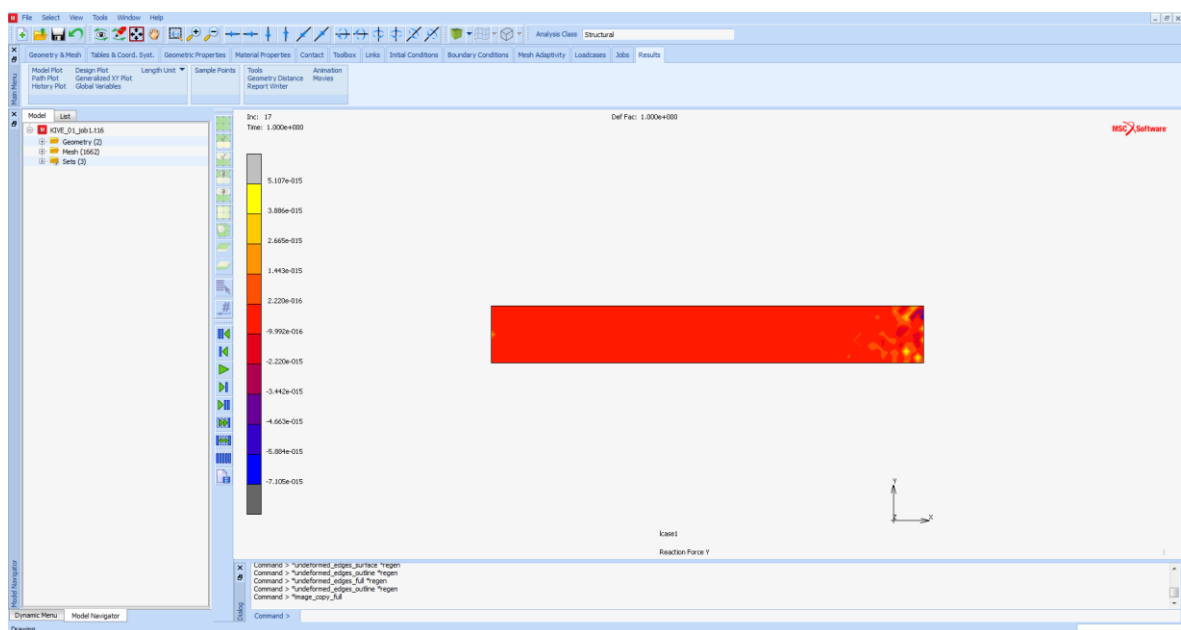 File Select View Tools Window Help
Analysis Class Structural
Geometry & Mesh Tables & Coord. Syst. Geometric Properties Material Properties Contact Toolbox Links Initial Conditions Boundary Conditions Mesh Adaptivity Loadcases Jobs Results
Model Plot Design Plot Length Unit Sample Points Tools Animation
Path Plot Generalized XY Plot Geometry Distance Movies
History Plot Global Variables Report Writer
Main Menu
Model List
KIVE_01_job1.t16
Geometry (2)
Mesh (1662)
Sets (3)
Inc: 17
Time: 1.000e+000
Def Fac: 1.000e+000
MSC Software
5.107e-015
3.886e-015
2.665e-015
1.443e-015
2.220e-016
-9.992e-016
-2.220e-015
-3.442e-015
-4.663e-015
-5.884e-015
-7.105e-015
Y
Z X
lcase1
Reaction Force Y
1
Model Navigator
Command > *undeformed_edges_surface *regen
Command > *undeformed_edges_outline *regen
Command > *undeformed_edges_full *regen
Command > *undeformed_edges_outline *regen
Command > *image_copy_full
Dialog
Command >
Dynamic Menu Model Navigator
Drawing